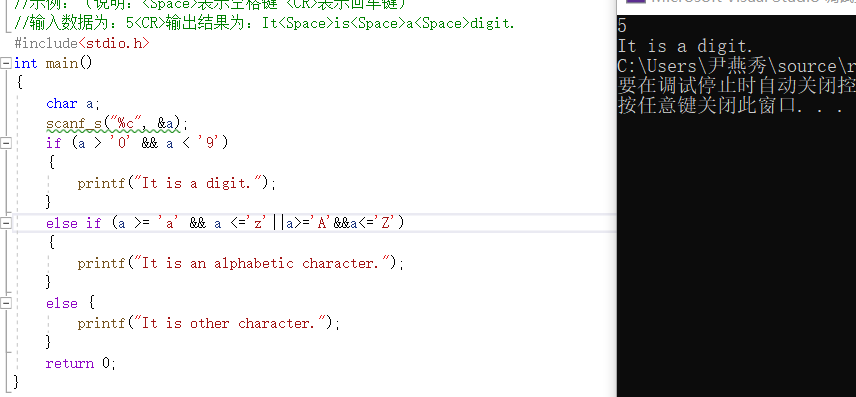 //示例：（说明：<Space>表示空格键 <CR>表示回车键）
//输入数据为：5<CR>输出结果为：It<Space>is<Space>a<Space>digit.
#include<stdio.h>
int main()
{
char a;
scanf_s("%c", &a);
if (a > '0' && a < '9')
{
printf("It is a digit.");
}
else if (a >= 'a' && a <='z'||a>='A'&&a<='Z')
{
printf("It is an alphabetic character.");
}
else {
printf("It is other character.");
}
return 0;
}
Microsoft Visual Studio 调试
5
It is a digit.
C:\Users\尹燕秀\source\r
要在调试停止时自动关闭控
按任意键关闭此窗口. . .